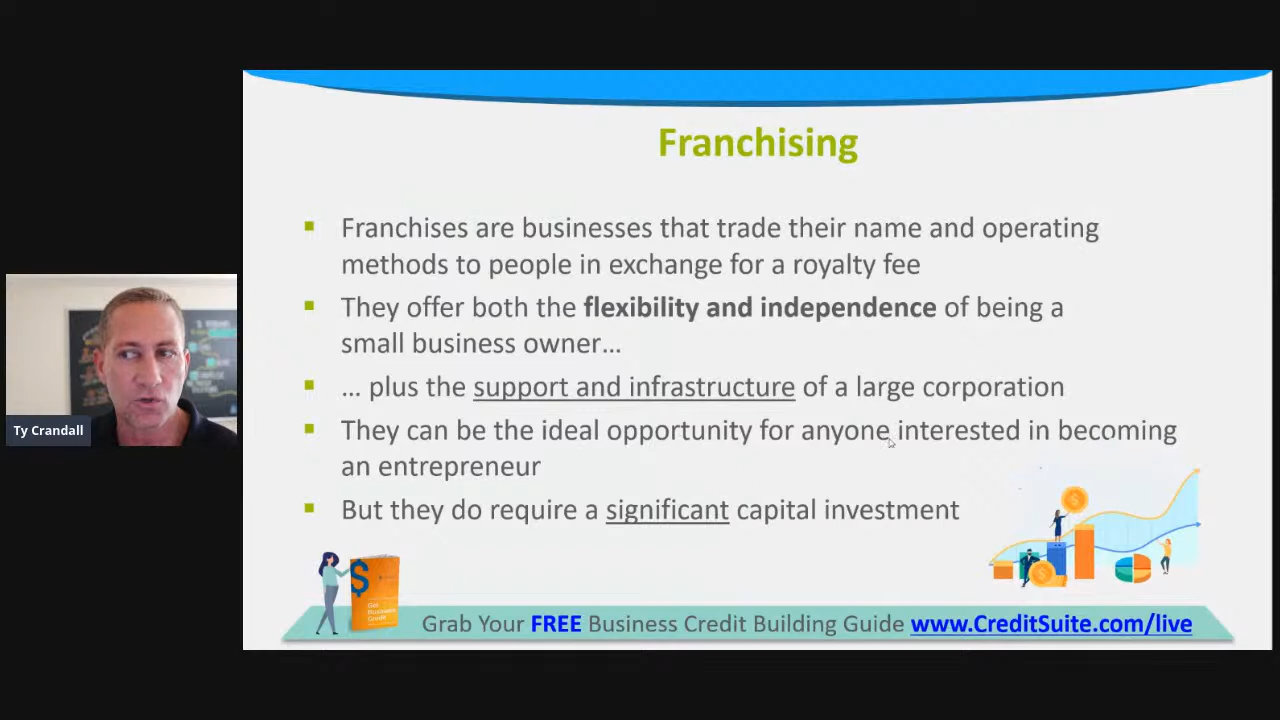 Franchising
Franchises are businesses that trade their name and operating
methods to people in exchange for a royalty fee
They offer both the flexibility and independence of being a
small business owner…
… plus the support and infrastructure of a large corporation
Ty Crandall
They can be the ideal opportunity for anyone interested in becoming
an entrepreneur
But they do require a significant capital investment
$
$
$
Grab Your FREE Business Credit Building Guide www.CreditSuite.com/live